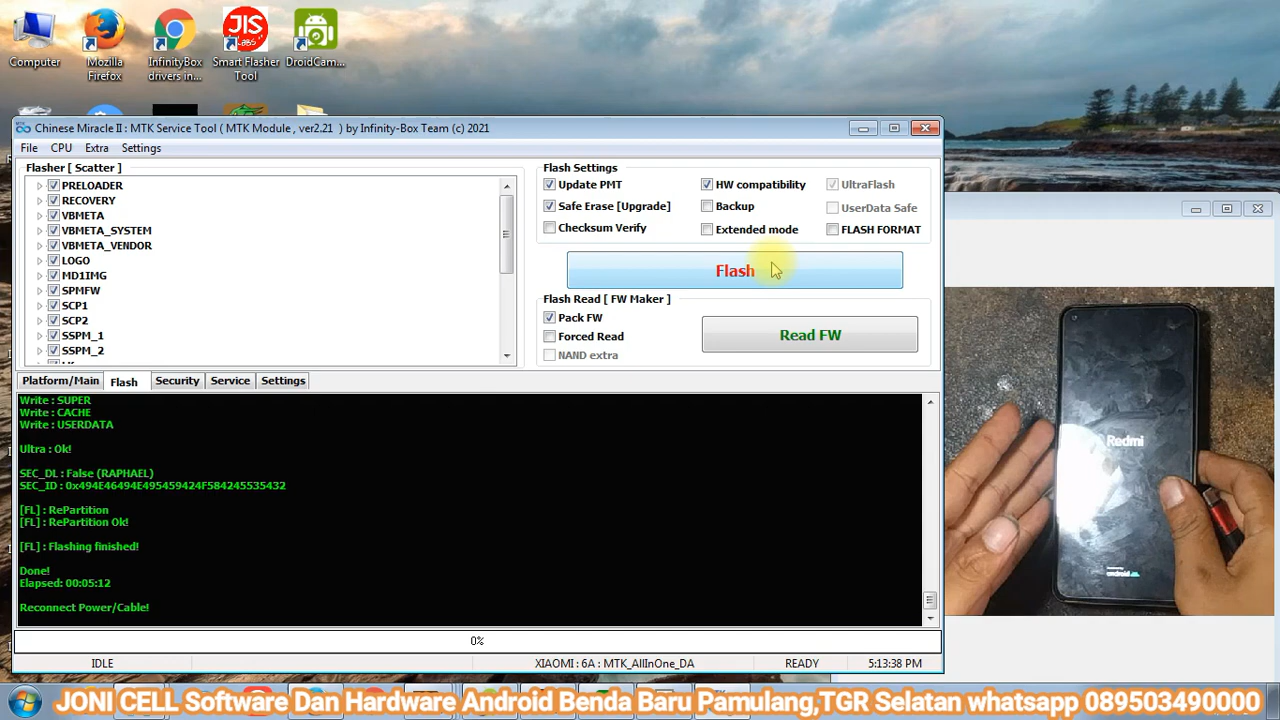 JIS
LABS
Computer
Mozilla
Firefox
InfinityBox
drivers in...
Smart Flasher
Tool
DroidCam...
Chinese Miracle II : MTK Service Tool ( MTK Module , ver2.21 ) by Infinity-Box Team (c) 2021
File CPU Extra Settings
Flasher [ Scatter ]
PRELOADER
RECOVERY
VBMETA
VBMETA_SYSTEM
VBMETA_VENDOR
LOGO
MD1IMG
SPMFW
SCP1
SCP2
SSPM_1
SSPM_2
Flash Settings
Update PMT HW compatibility UltraFlash
Safe Erase [Upgrade] Backup UserData Safe
Checksum Verify Extended mode FLASH FORMAT
Flash
Flash Read [ FW Maker ]
Pack FW
Forced Read
NAND extra
Read FW
Platform/Main Flash Security Service Settings
Write : SUPER
Write : CACHE
Write : USERDATA
Ultra : Ok!
SEC_DL : False (RAPHAEL)
SEC_ID : 0x494E46494E495459424F584245535432
[FL] : RePartition
[FL] : RePartition Ok!
[FL] : Flashing finished!
Done!
Elapsed: 00:05:12
Reconnect Power/Cable!
0%
IDLE XIAOMI : 6A : MTK_AllInOne_DA READY 5:13:38 PM
Redmi
android
JONI CELL Software Dan Hardware Android Benda Baru Pamulang,TGR Selatan whatsapp 089503490000